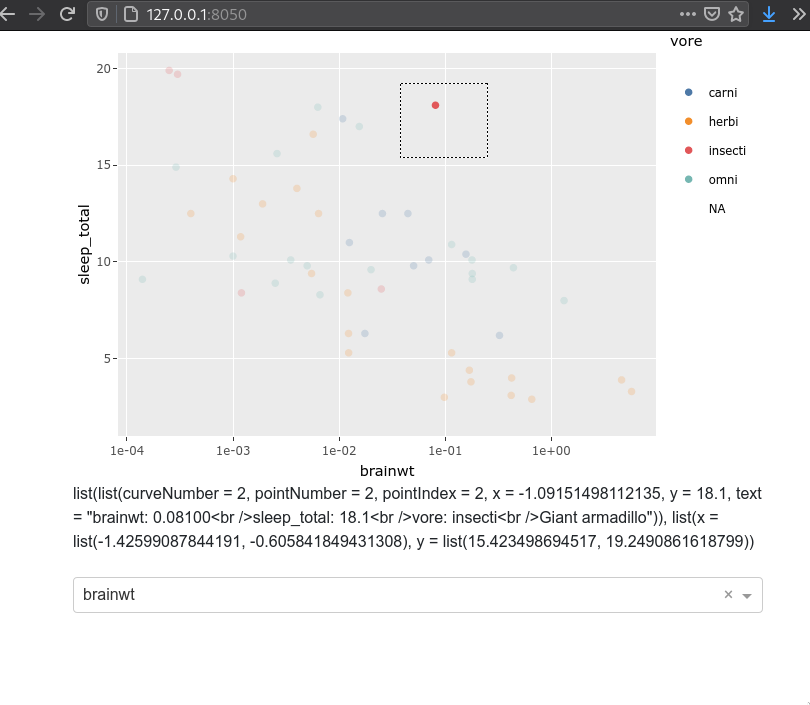 127.0.0.1:8050
vore
carni
herbi
insecti
omni
NA
20
15
10
5
sleep_total
1e-04 1e-03 1e-02 1e-01 1e+00
brainwt
list(list(curveNumber = 2, pointNumber = 2, pointIndex = 2, x = -1.09151498112135, y = 18.1, text
= "brainwt: 0.08100<br />sleep_total: 18.1<br />vore: insecti<br />Giant armadillo")), list(x =
list(-1.42599087844191, -0.605841849431308), y = list(15.423498694517, 19.2490861618799))
brainwt